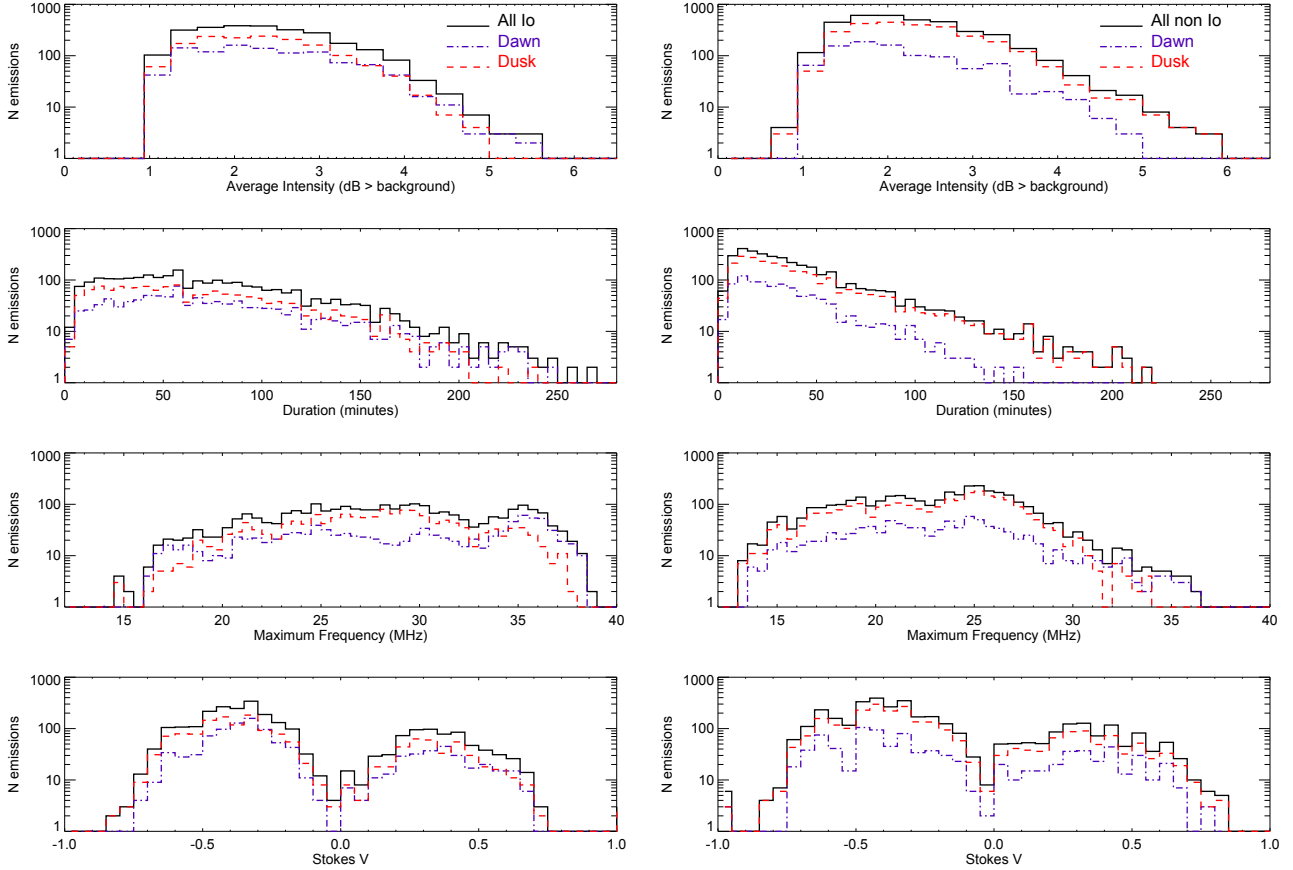 1000
100
10
1
N emissions
All Io
Dawn
Dusk
0 1 2 3 4 5 6
Average Intensity (dB > background)
1000
100
10
1
N emissions
All non Io
Dawn
Dusk
0 1 2 3 4 5 6
Average Intensity (dB > background)
1000
100
10
1
N emissions
0 50 100 150 200 250
Duration (minutes)
1000
100
10
1
N emissions
0 50 100 150 200 250
Duration (minutes)
1000
100
10
1
N emissions
15 20 25 30 35 40
Maximum Frequency (MHz)
1000
100
10
1
N emissions
15 20 25 30 35 40
Maximum Frequency (MHz)
1000
100
10
1
N emissions
-1.0 -0.5 0.0 0.5 1.0
Stokes V
1000
100
10
1
N emissions
-1.0 -0.5 0.0 0.5 1.0
Stokes V